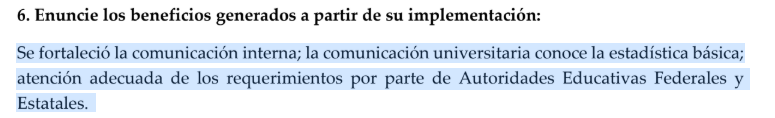 6. Enuncie los beneficios generados a partir de su implementación:
Se fortaleció la comunicación interna; la comunicación universitaria conoce la estadística básica;
atención adecuada de los requerimientos por parte de Autoridades Educativas Federales y
Estatales.